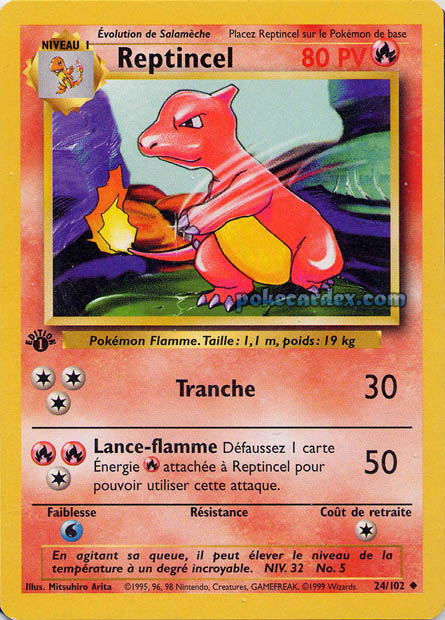 Évolution de Salamèche Placez Reptincel sur le Pokémon de base
NIVEAU 1
Reptincel 80 PV
pokecardex.com
EDITION 1
Pokémon Flamme. Taille : 1,1 m, poids : 19 kg
Tranche 30
Lance-flamme Défaussez 1 carte
Énergie attachée à Reptincel pour
pouvoir utiliser cette attaque.
50
Faiblesse Résistance Coût de retraite
En agitant sa queue, il peut élever le niveau de la
température à un degré incroyable. NIV. 32 No. 5
Illus. Mitsuhiro Arita ©1995, 96, 98 Nintendo, Creatures, GAMEFREAK. ©1999 Wizards. 24/102